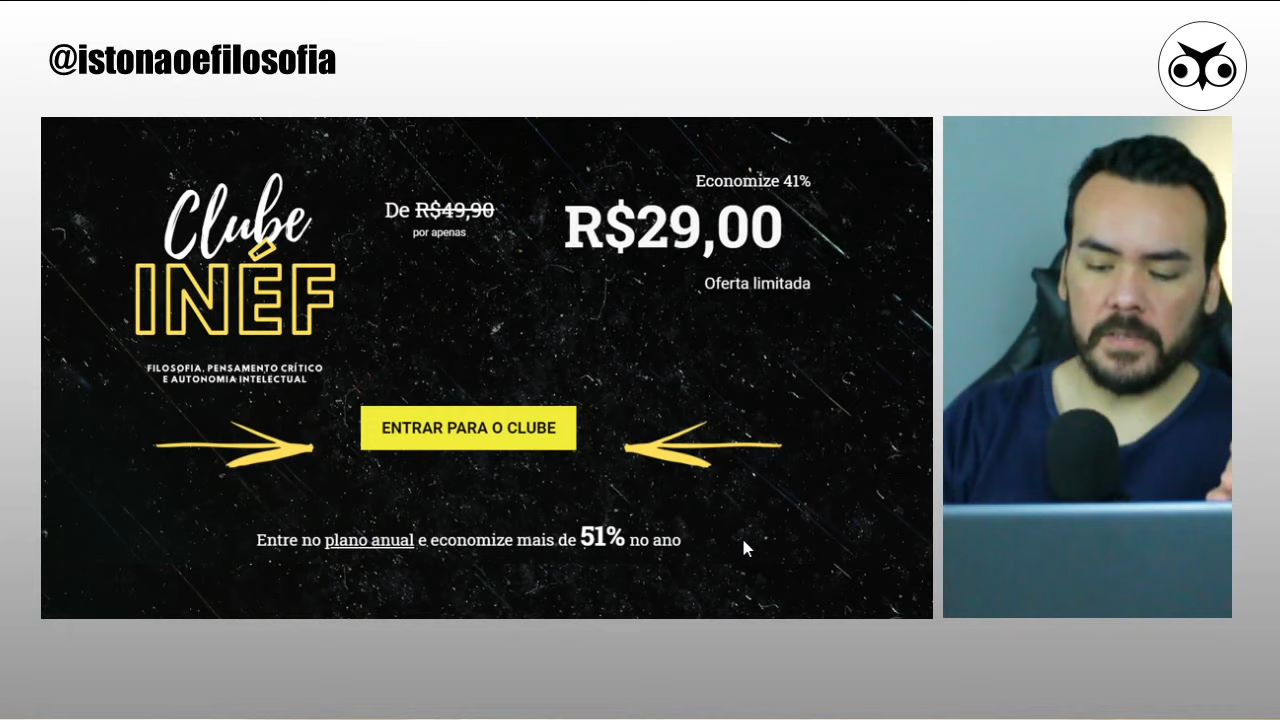 @istonaoefilosofia
Clube
INÉF
FILOSOFIA, PENSAMENTO CRÍTICO
E AUTONOMIA INTELECTUAL
De R$49,90
por apenas
Economize 41%
R$29,00
Oferta limitada
ENTRAR PARA O CLUBE
Entre no plano anual e economize mais de 51% no ano